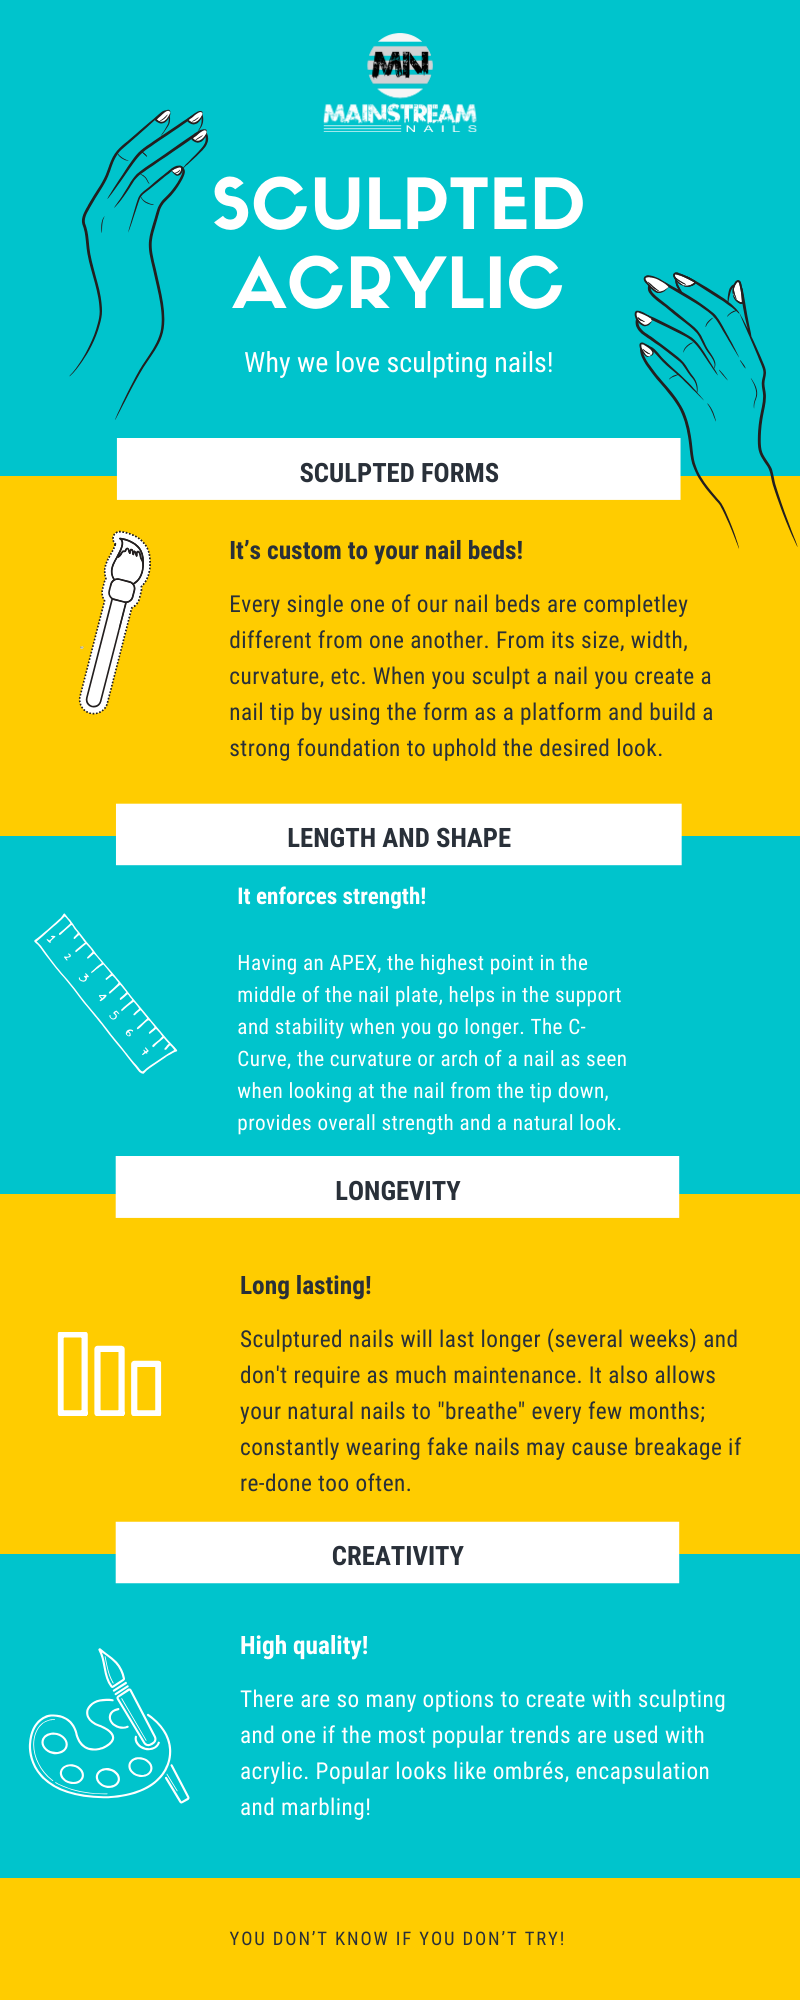 MN
MAINSTREAM
NAILS
SCULPTED
ACRYLIC
Why we love sculpting nails!
SCULPTED FORMS
It’s custom to your nail beds!
Every single one of our nail beds are completley
different from one another. From its size, width,
curvature, etc. When you sculpt a nail you create a
nail tip by using the form as a platform and build a
strong foundation to uphold the desired look.
LENGTH AND SHAPE
It enforces strength!
Having an APEX, the highest point in the
middle of the nail plate, helps in the support
and stability when you go longer. The C-
Curve, the curvature or arch of a nail as seen
when looking at the nail from the tip down,
provides overall strength and a natural look.
1 2 3 4 5 6 7
LONGEVITY
Long lasting!
Sculptured nails will last longer (several weeks) and
don't require as much maintenance. It also allows
your natural nails to "breathe" every few months;
constantly wearing fake nails may cause breakage if
re-done too often.
CREATIVITY
High quality!
There are so many options to create with sculpting
and one if the most popular trends are used with
acrylic. Popular looks like ombrés, encapsulation
and marbling!
YOU DON’T KNOW IF YOU DON’T TRY!